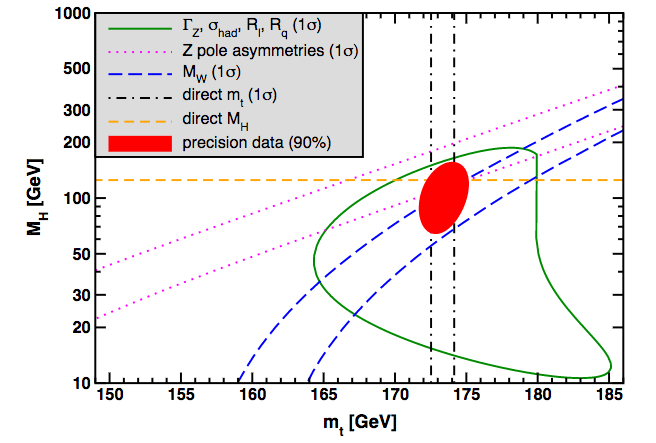 1000
500
300
200
100
50
30
20
10
M_H [GeV]
Γ_Z, σ_had, R_l, R_q (1σ)
Z pole asymmetries (1σ)
M_W (1σ)
direct m_t (1σ)
direct M_H
precision data (90%)
150 155 160 165 170 175 180 185
m_t [GeV]